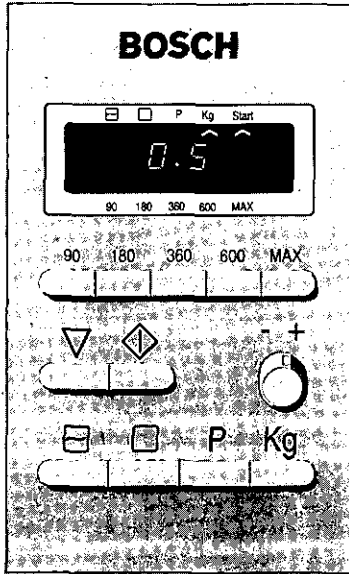 BOSCH
P Kg Start
0.5
90 180 360 600 MAX
90 180 360 600 MAX
- +
P Kg